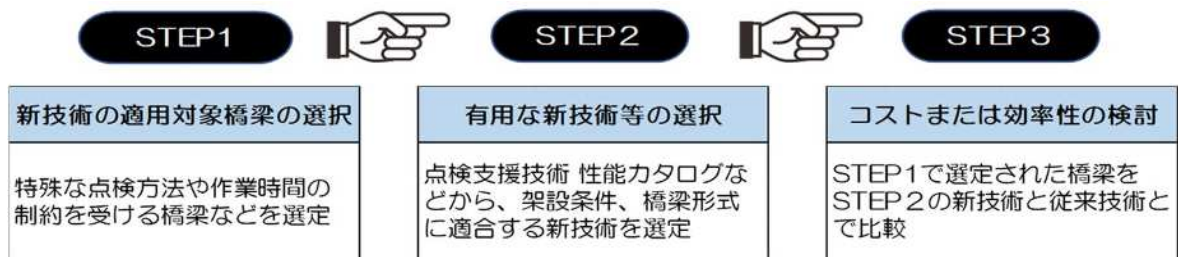 STEP1
STEP2
STEP3
新技術の適用対象橋梁の選択
特殊な点検方法や作業時間の
制約を受ける橋梁などを選定
有用な新技術等の選択
点検支援技術 性能カタログな
どから、架設条件、橋梁形式
に適合する新技術を選定
コストまたは効率性の検討
STEP1で選定された橋梁を
STEP2の新技術と従来技術と
で比較